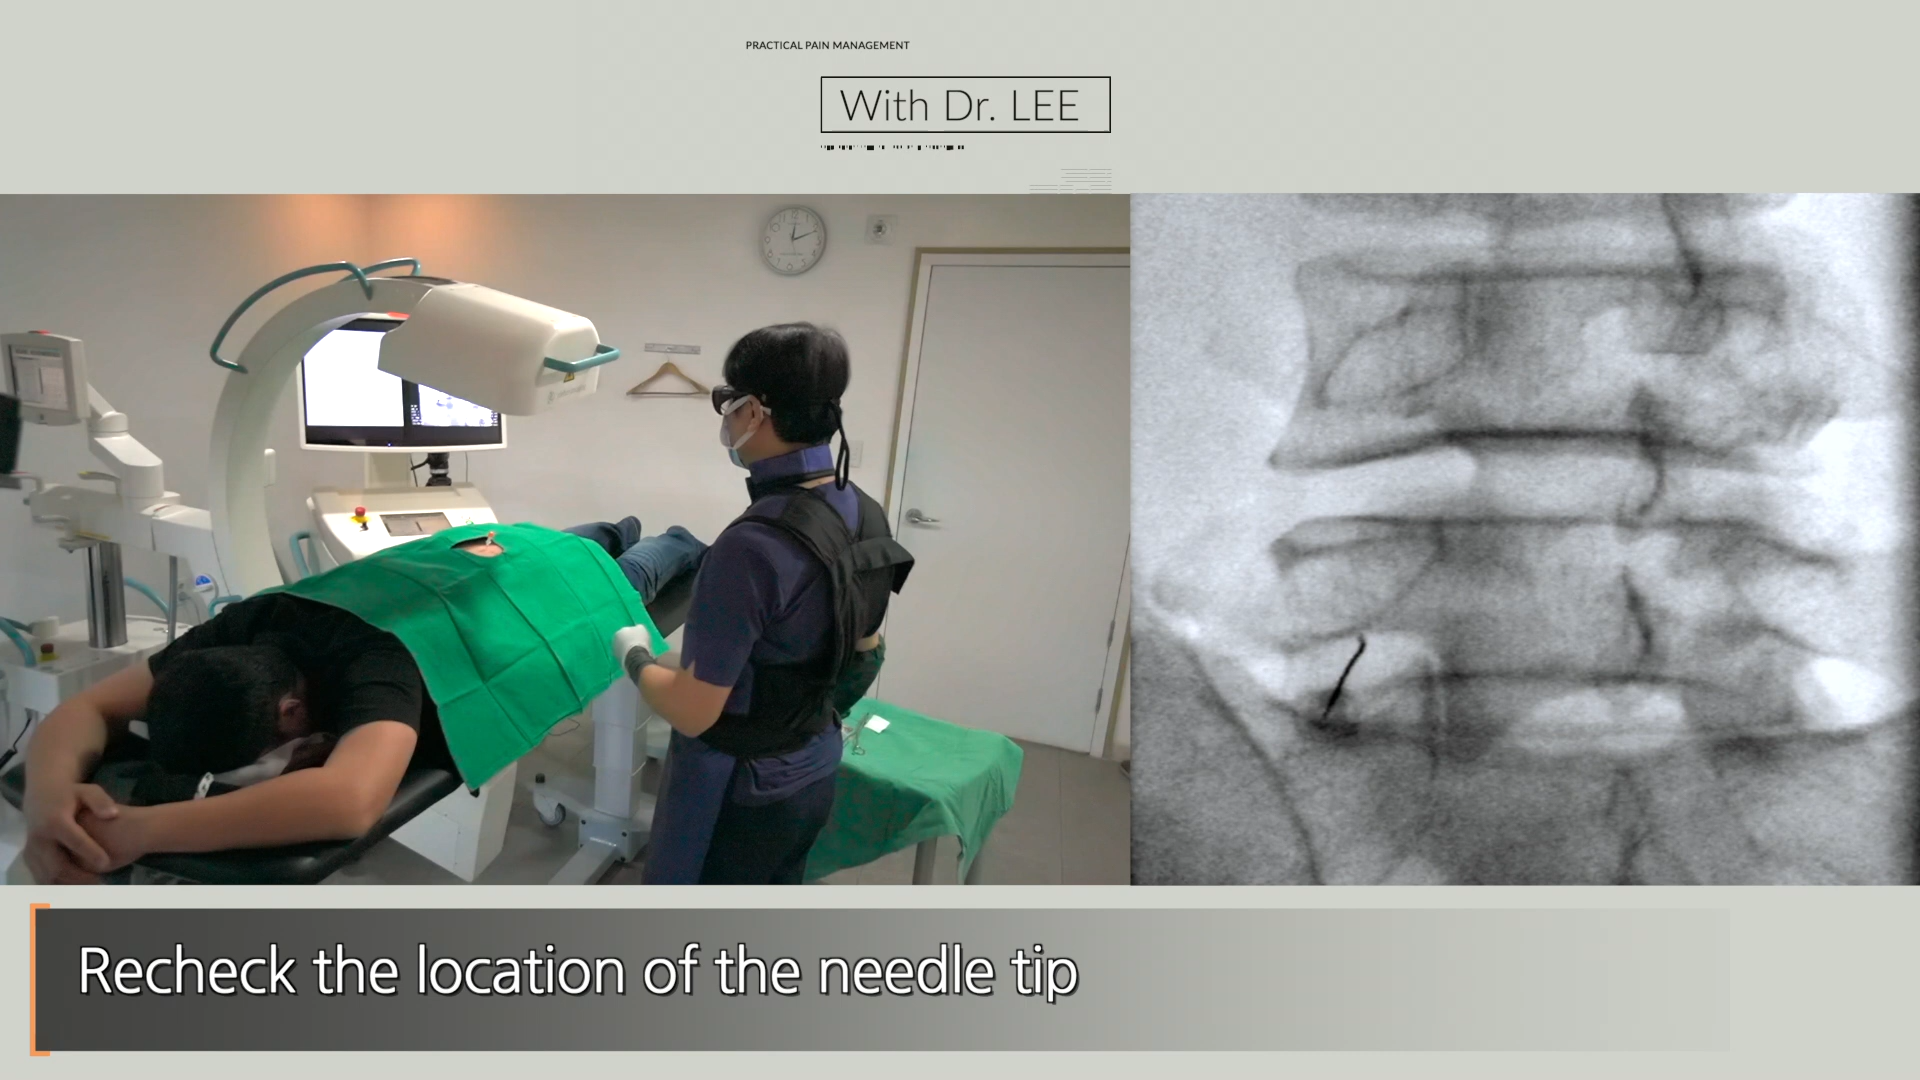 PRACTICAL PAIN MANAGEMENT
With Dr. LEE
Recheck the location of the needle tip